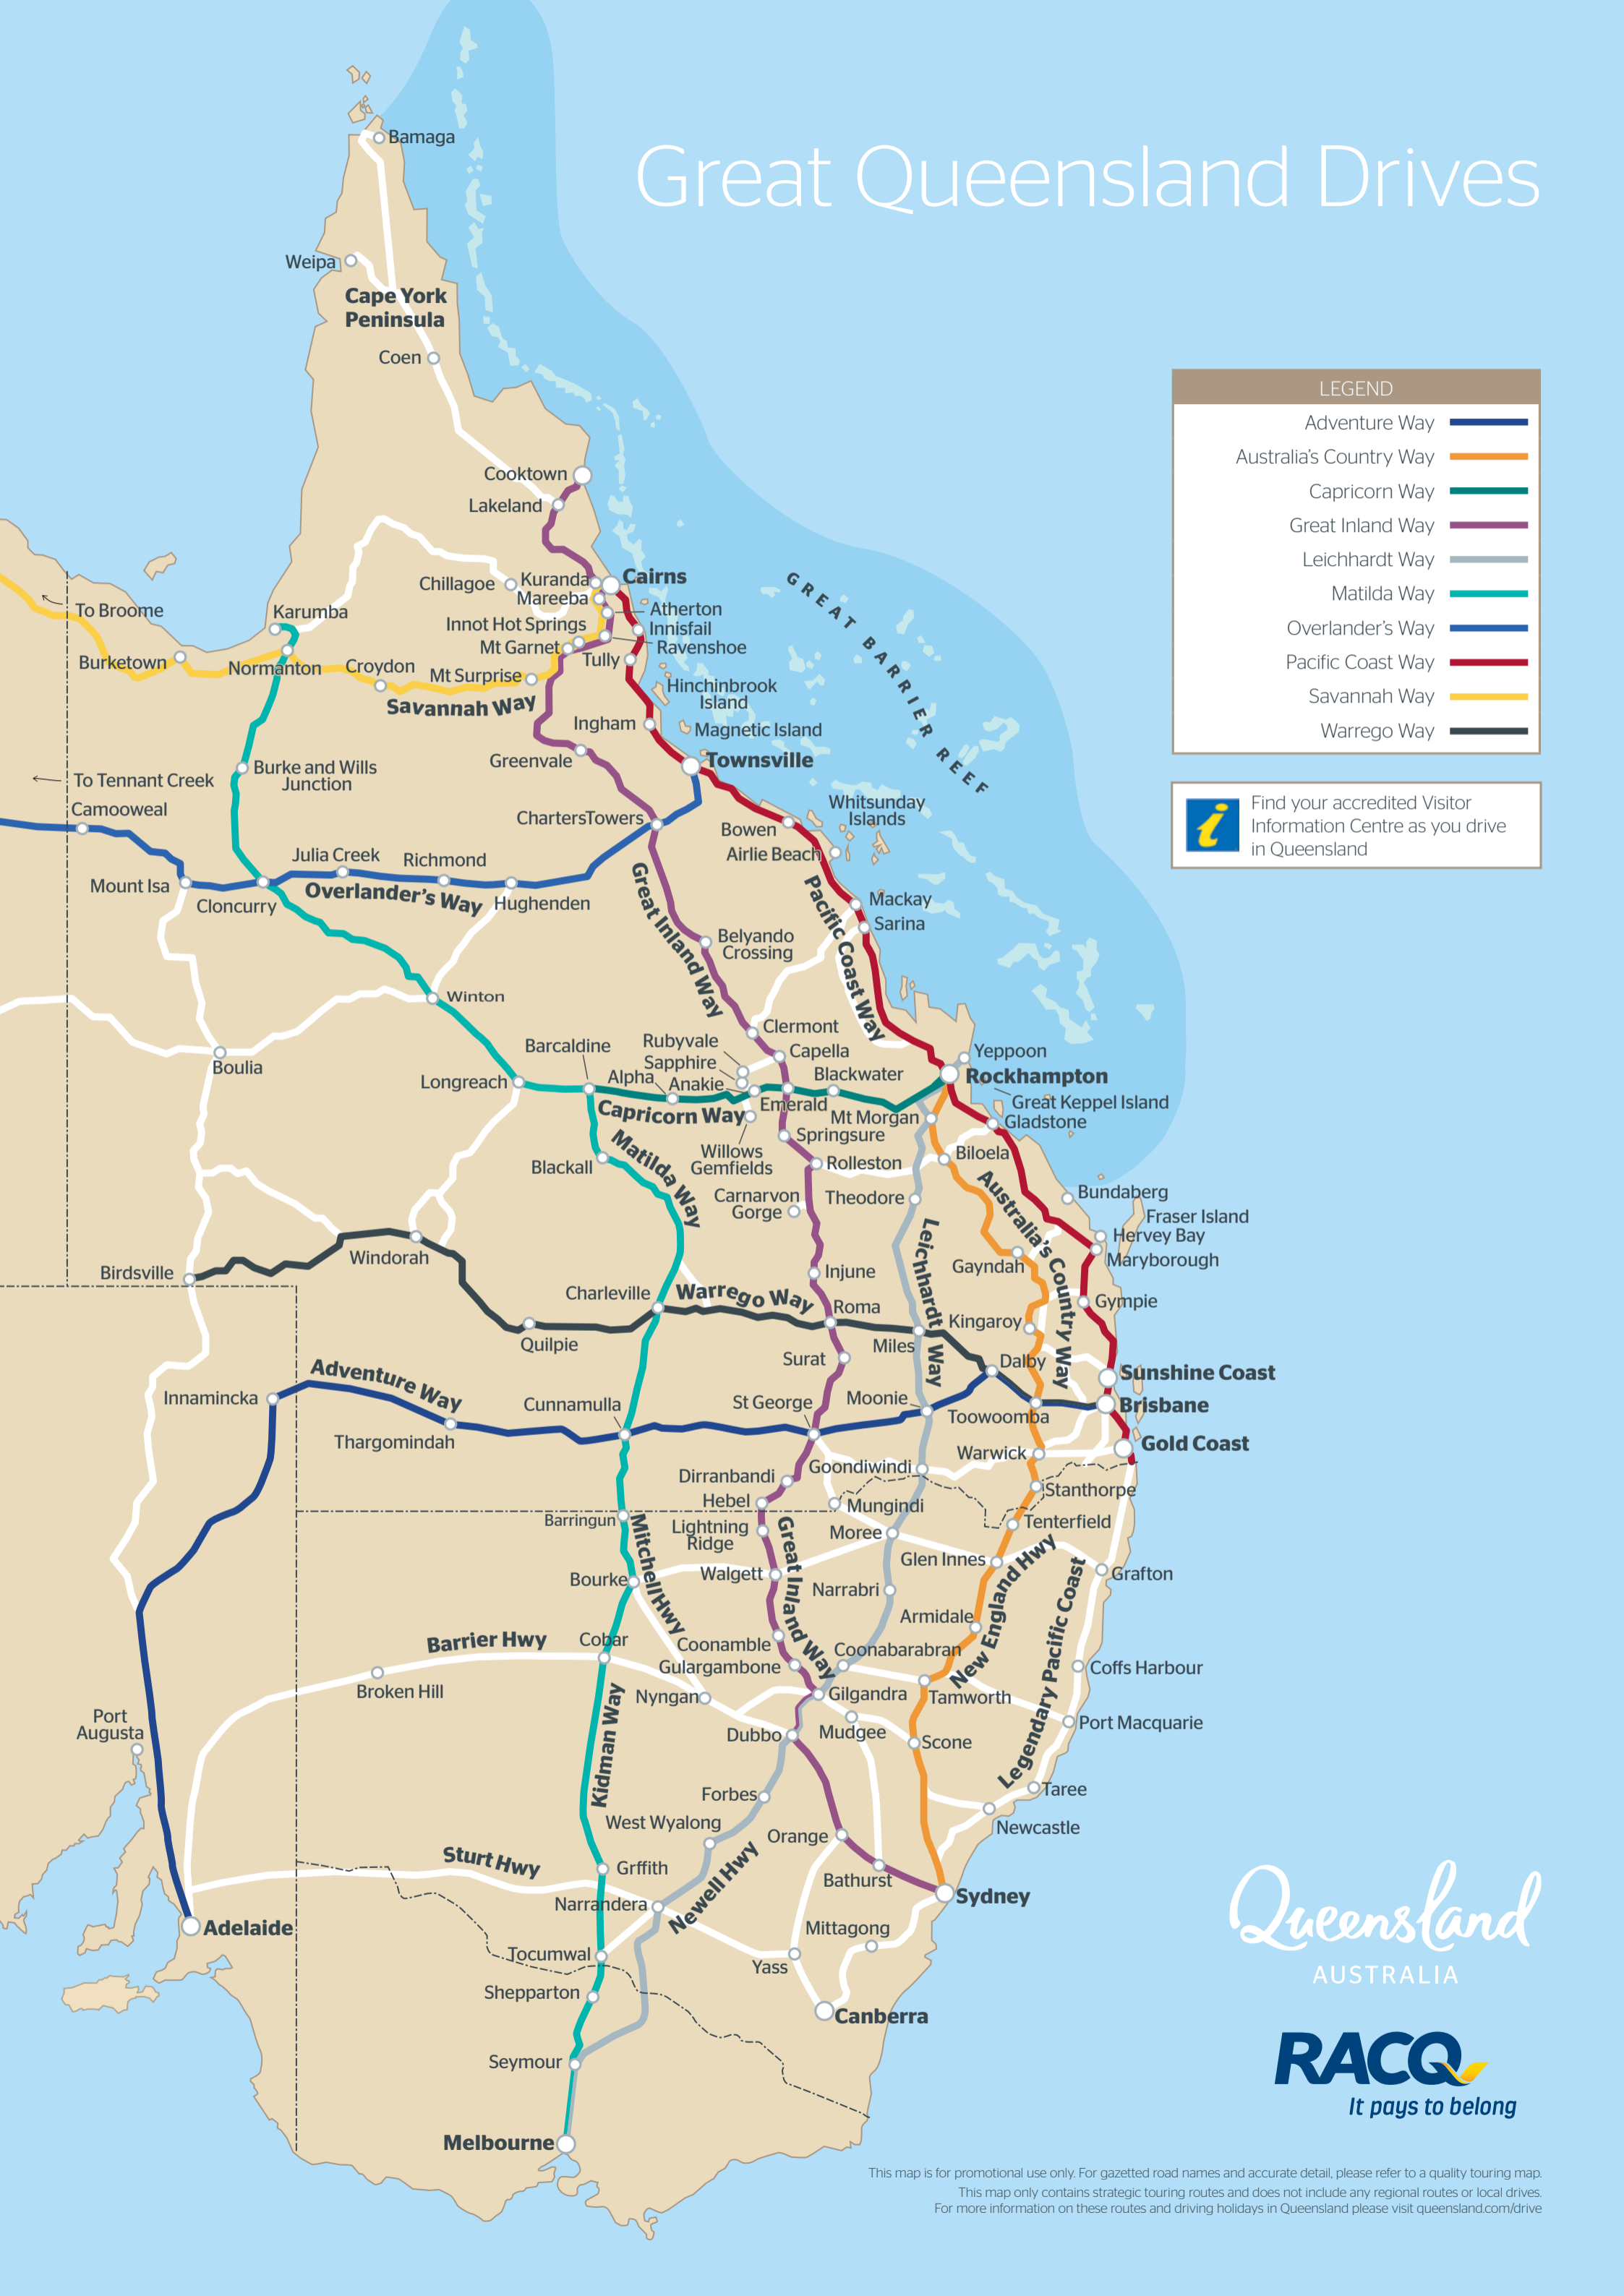 Great Queensland Drives
Bamaga
Weipa
Cape York
Peninsula
Coen
LEGEND
Adventure Way
Australia's Country Way
Capricorn Way
Great Inland Way
Leichhardt Way
Matilda Way
Overlander's Way
Pacific Coast Way
Savannah Way
Warrego Way
Find your accredited Visitor
Information Centre as you drive
in Queensland
Cooktown
Lakeland
GREAT BARRIER REEF
Chillagoe
Kuranda
Cairns
Mareeba
To Broome
Karumba
Atherton
Innot Hot Springs
Innisfail
Mt Garnet
Ravenshoe
Burketown
Normanton
Croydon
Tully
Mt Surprise
Savannah Way
Hinchinbrook
Island
Ingham
Magnetic Island
Greenvale
Townsville
Burke and Wills
Junction
To Tennant Creek
Camooweal
Whitsunday
Islands
ChartersTowers
Bowen
Airlie Beach
Julia Creek
Richmond
Mount Isa
Overlander's Way
Cloncurry
Hughenden
Great Inland Way
Pacific Coast Way
Mackay
Sarina
Belyando
Crossing
Winton
Clermont
Rubyvale
Barcaldine
Capella
Yeppoon
Boulia
Sapphire
Longreach
Alpha
Anakie
Blackwater
Rockhampton
Capricorn Way
Emerald
Great Keppel Island
Mt Morgan
Gladstone
Springsure
Willows
Gemfields
Matilda Way
Blackall
Rolleston
Biloela
Carnarvon
Gorge
Theodore
Australia's Country Way
Bundaberg
Fraser Island
Hervey Bay
Maryborough
Leichhardt Way
Windorah
Birdsville
Injune
Gayndah
Charleville
Warrego Way
Roma
Kingaroy
Gympie
Quilpie
Miles
Surat
Dalby
Adventure Way
Sunshine Coast
Innamincka
Cunnamulla
St George
Moonie
Toowoomba
Brisbane
Thargomindah
Gold Coast
Warwick
Goondiwindi
Dirranbandi
Hebel
Mungindi
Stanthorpe
Barringun
Lightning
Ridge
Moree
Tenterfield
Mitchell Hwy
Great Inland Way
Glen Innes
New England Hwy
Bourke
Walgett
Grafton
Narrabri
Armidale
Legendary Pacific Coast
Barrier Hwy
Cobar
Coonamble
Coonabarabran
Gulargambone
Coffs Harbour
Broken Hill
Nyngan
Gilgandra
Tamworth
Port
Augusta
Port Macquarie
Dubbo
Mudgee
Scone
Kidman Way
Forbes
Taree
West Wyalong
Orange
Newcastle
Sturt Hwy
Grffith
Newell Hwy
Bathurst
Narrandera
Sydney
Adelaide
Mittagong
Tocumwal
Yass
Shepparton
Canberra
Seymour
Melbourne
Queensland
AUSTRALIA
RACQ
It pays to belong
This map is for promotional use only. For gazetted road names and accurate detail, please refer to a quality touring map.
This map only contains strategic touring routes and does not include any regional routes or local drives.
For more information on these routes and driving holidays in Queensland please visit queensland.com/drive